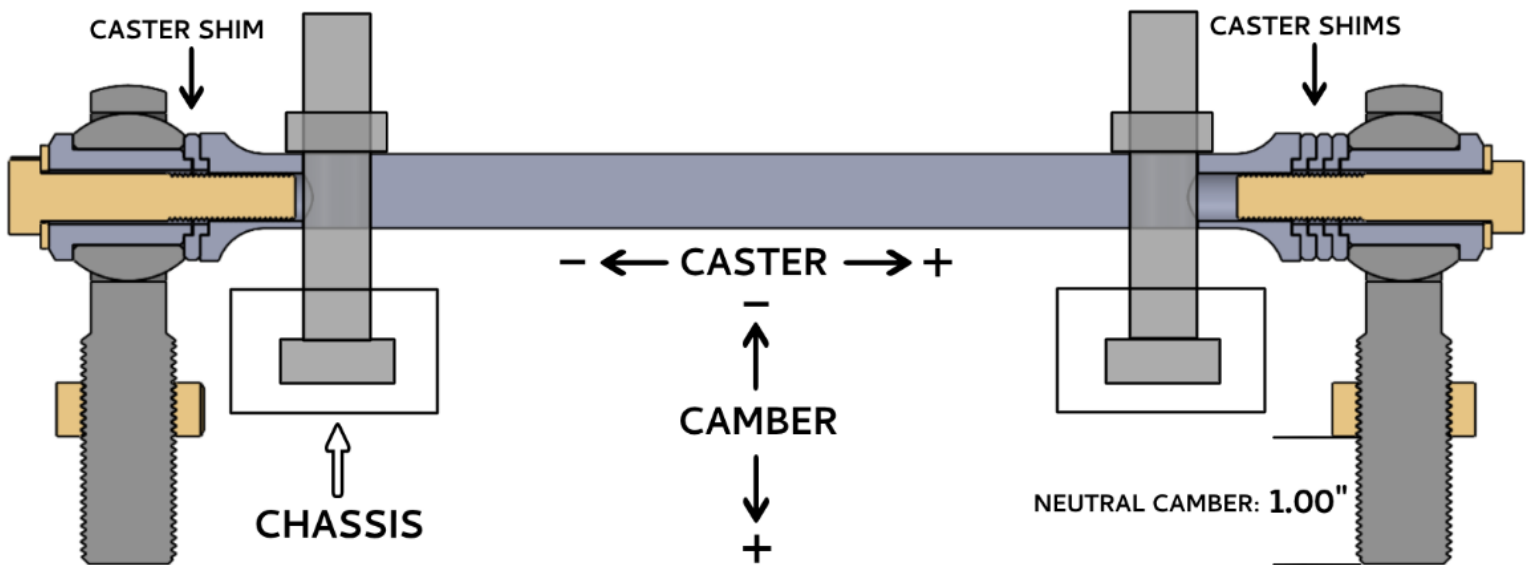 CASTER SHIM
CASTER SHIMS
- CASTER +
-
CAMBER
+
NEUTRAL CAMBER: 1.00"
CHASSIS